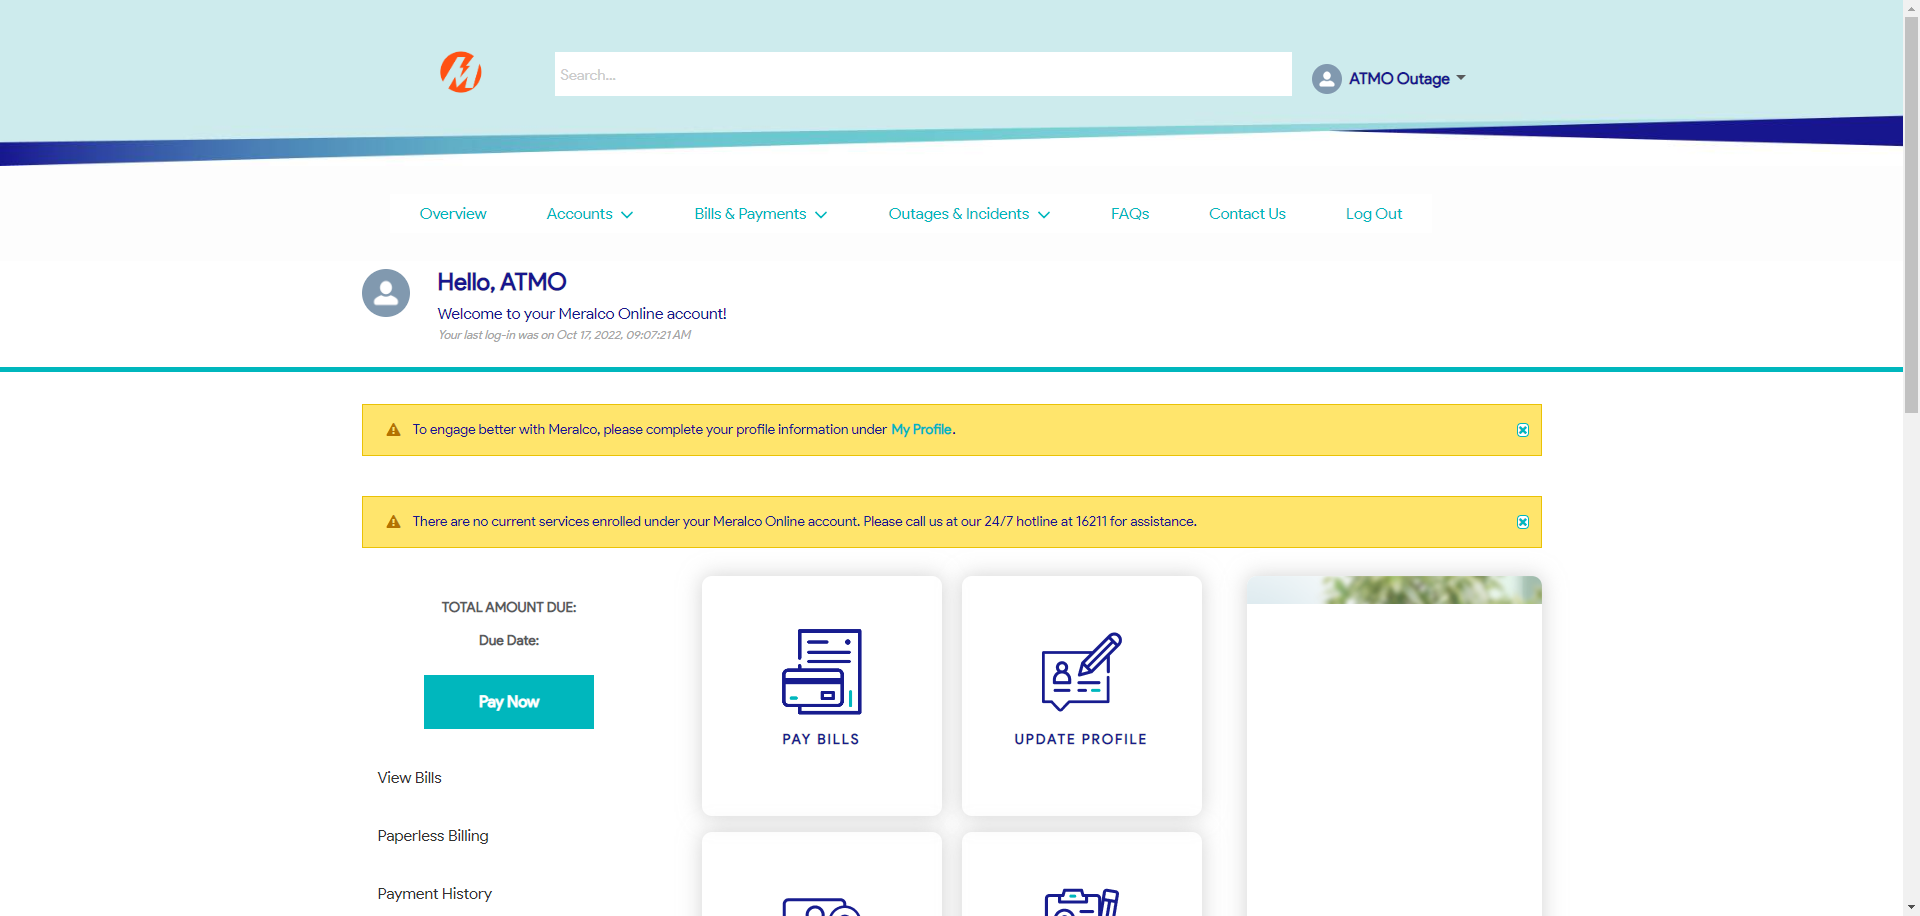 Search...
ATMO Outage
Overview
Accounts
Bills & Payments
Outages & Incidents
FAQs
Contact Us
Log Out
Hello, ATMO
Welcome to your Meralco Online account!
Your last log-in was on Oct 17, 2022, 09:07:21 AM
To engage better with Meralco, please complete your profile information under My Profile.
There are no current services enrolled under your Meralco Online account. Please call us at our 24/7 hotline at 16211 for assistance.
TOTAL AMOUNT DUE:
Due Date:
Pay Now
View Bills
Paperless Billing
Payment History
PAY BILLS
UPDATE PROFILE